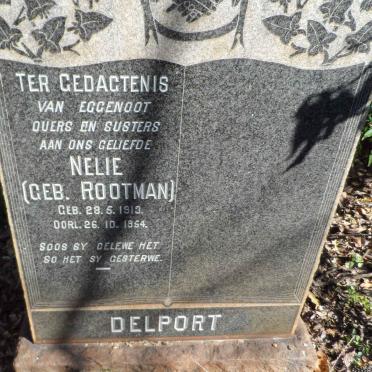 TER GEDAGTENIS
VAN EGGENOOT
OUERS EN SUSTERS
AAN ONS GELIEFDE
NELIE
(GEB. ROOTMAN)
GEB. 28. 5. 1913.
OORL. 26. 10. 1954.
SOOS SY GELEWE HET
SO HET SY GESTERWE.
DELPORT